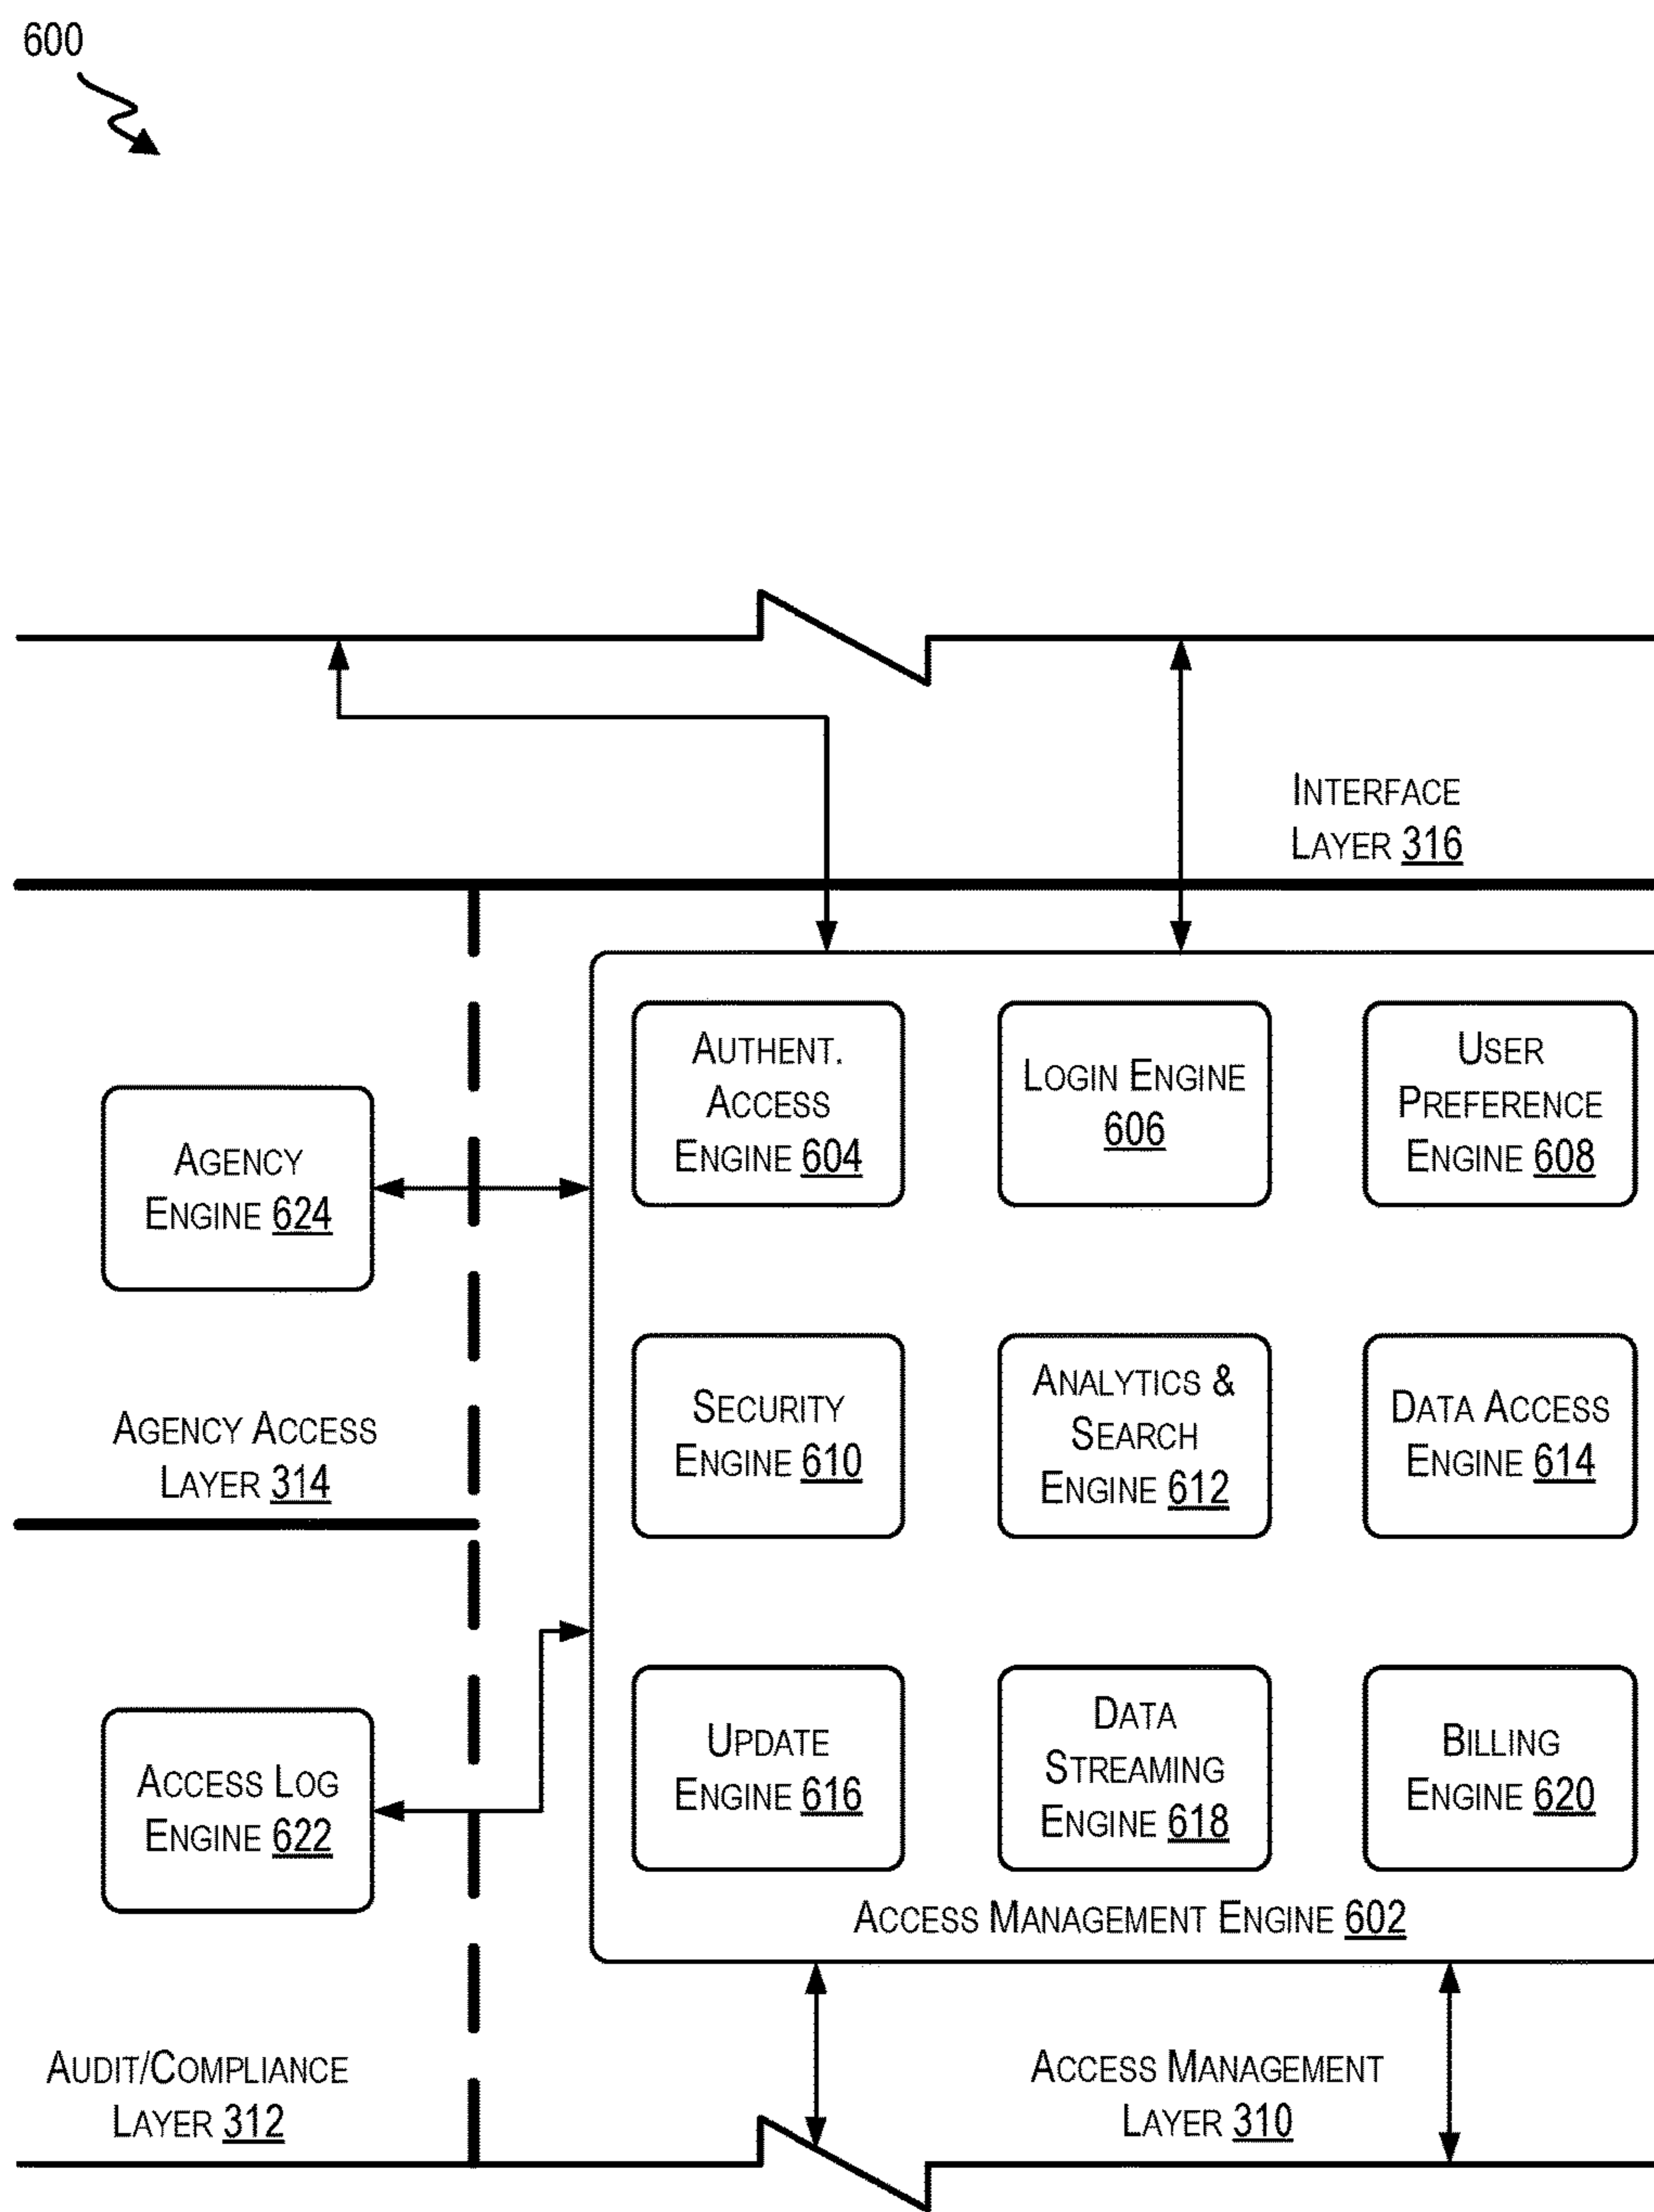 600
Interface
Layer 316
Authent.
Access
Engine 604
Login Engine
606
User
Preference
Engine 608
Agency
Engine 624
Security
Engine 610
Analytics &
Search
Engine 612
Data Access
Engine 614
Agency Access
Layer 314
Update
Engine 616
Data
Streaming
Engine 618
Billing
Engine 620
Access Log
Engine 622
Access Management Engine 602
Audit/Compliance
Layer 312
Access Management
Layer 310